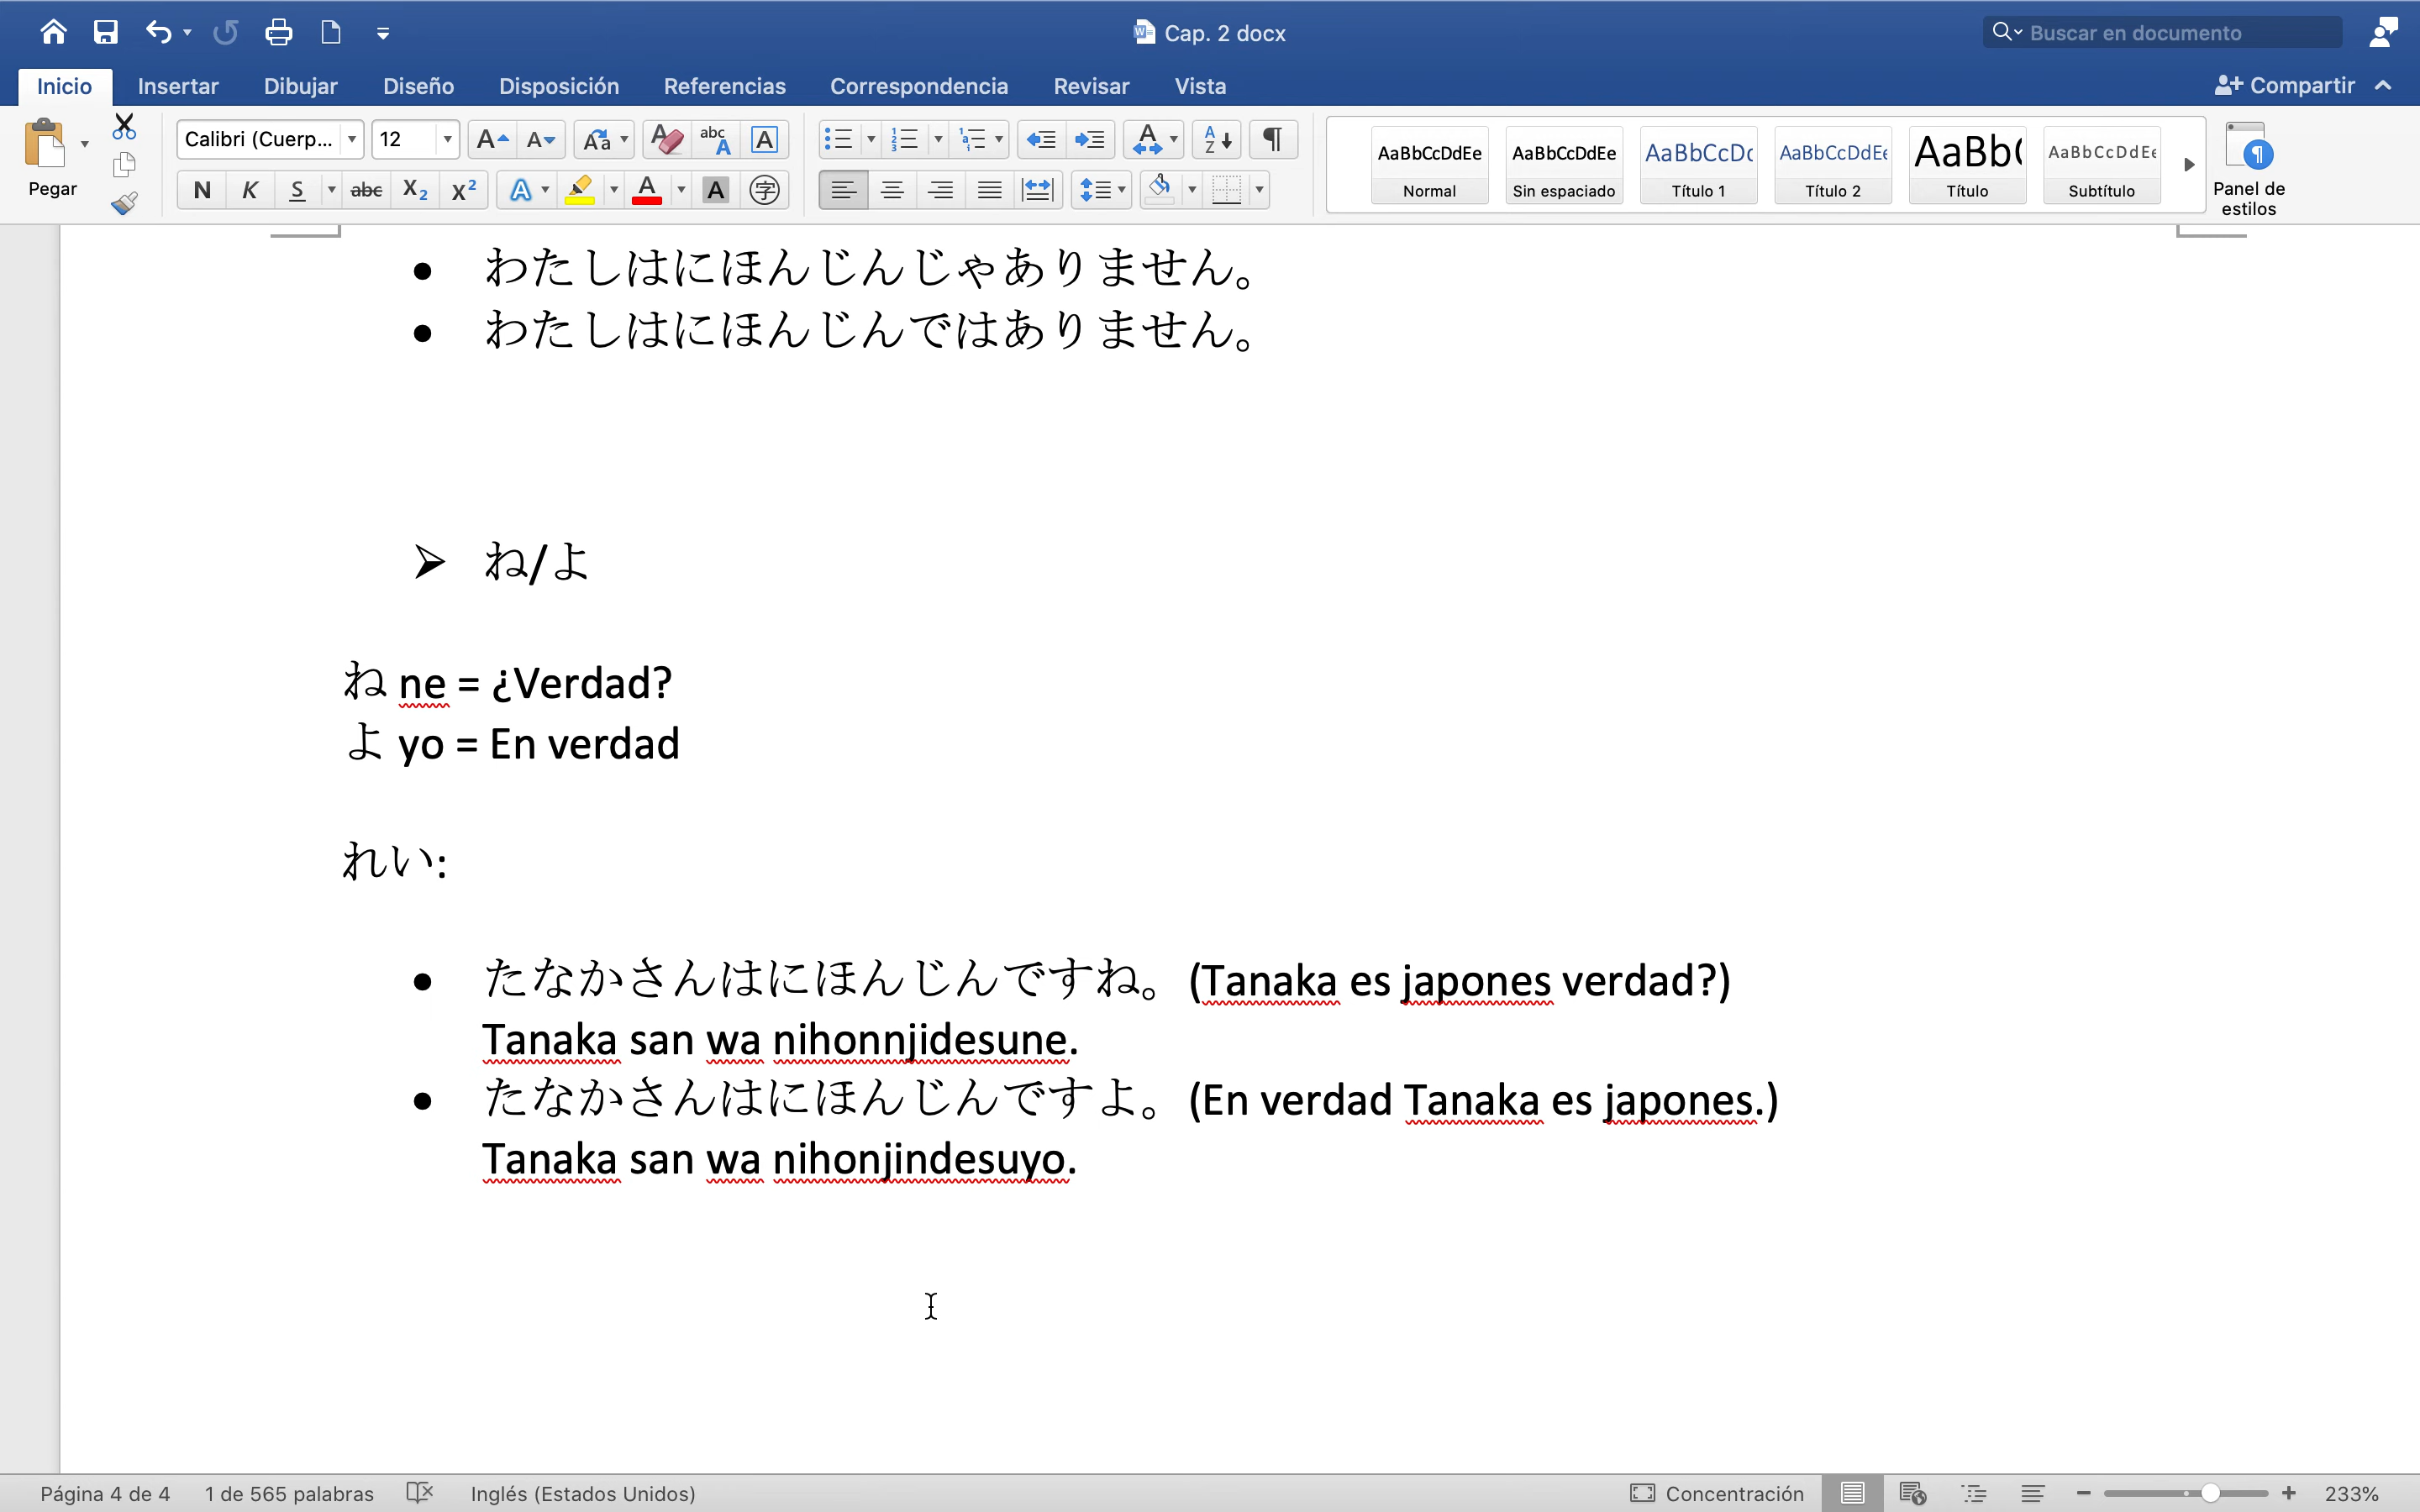 Cap. 2 docx
Buscar en documento
Inicio Insertar Dibujar Diseño Disposición Referencias Correspondencia Revisar Vista Compartir
Pegar
Calibri (Cuerp... 12
N K S abc X2 X2 A A A 字
AaBbCcDdEe AaBbCcDdEe AaBbCcDc AaBbCcDdEe AaBb( AaBbCcDdEe
Normal Sin espaciado Título 1 Título 2 Título Subtítulo
Panel de
estilos
• わたしはにほんじんじゃありません。
• わたしはにほんじんではありません。
➢ ね/よ
ね ne = ¿Verdad?
よ yo = En verdad
れい:
• たなかさんはにほんじんですね。(Tanaka es japones verdad?)
Tanaka san wa nihonnjidesune.
• たなかさんはにほんじんですよ。(En verdad Tanaka es japones.)
Tanaka san wa nihonjindesuyo.
Página 4 de 4 1 de 565 palabras Inglés (Estados Unidos) Concentración 233%